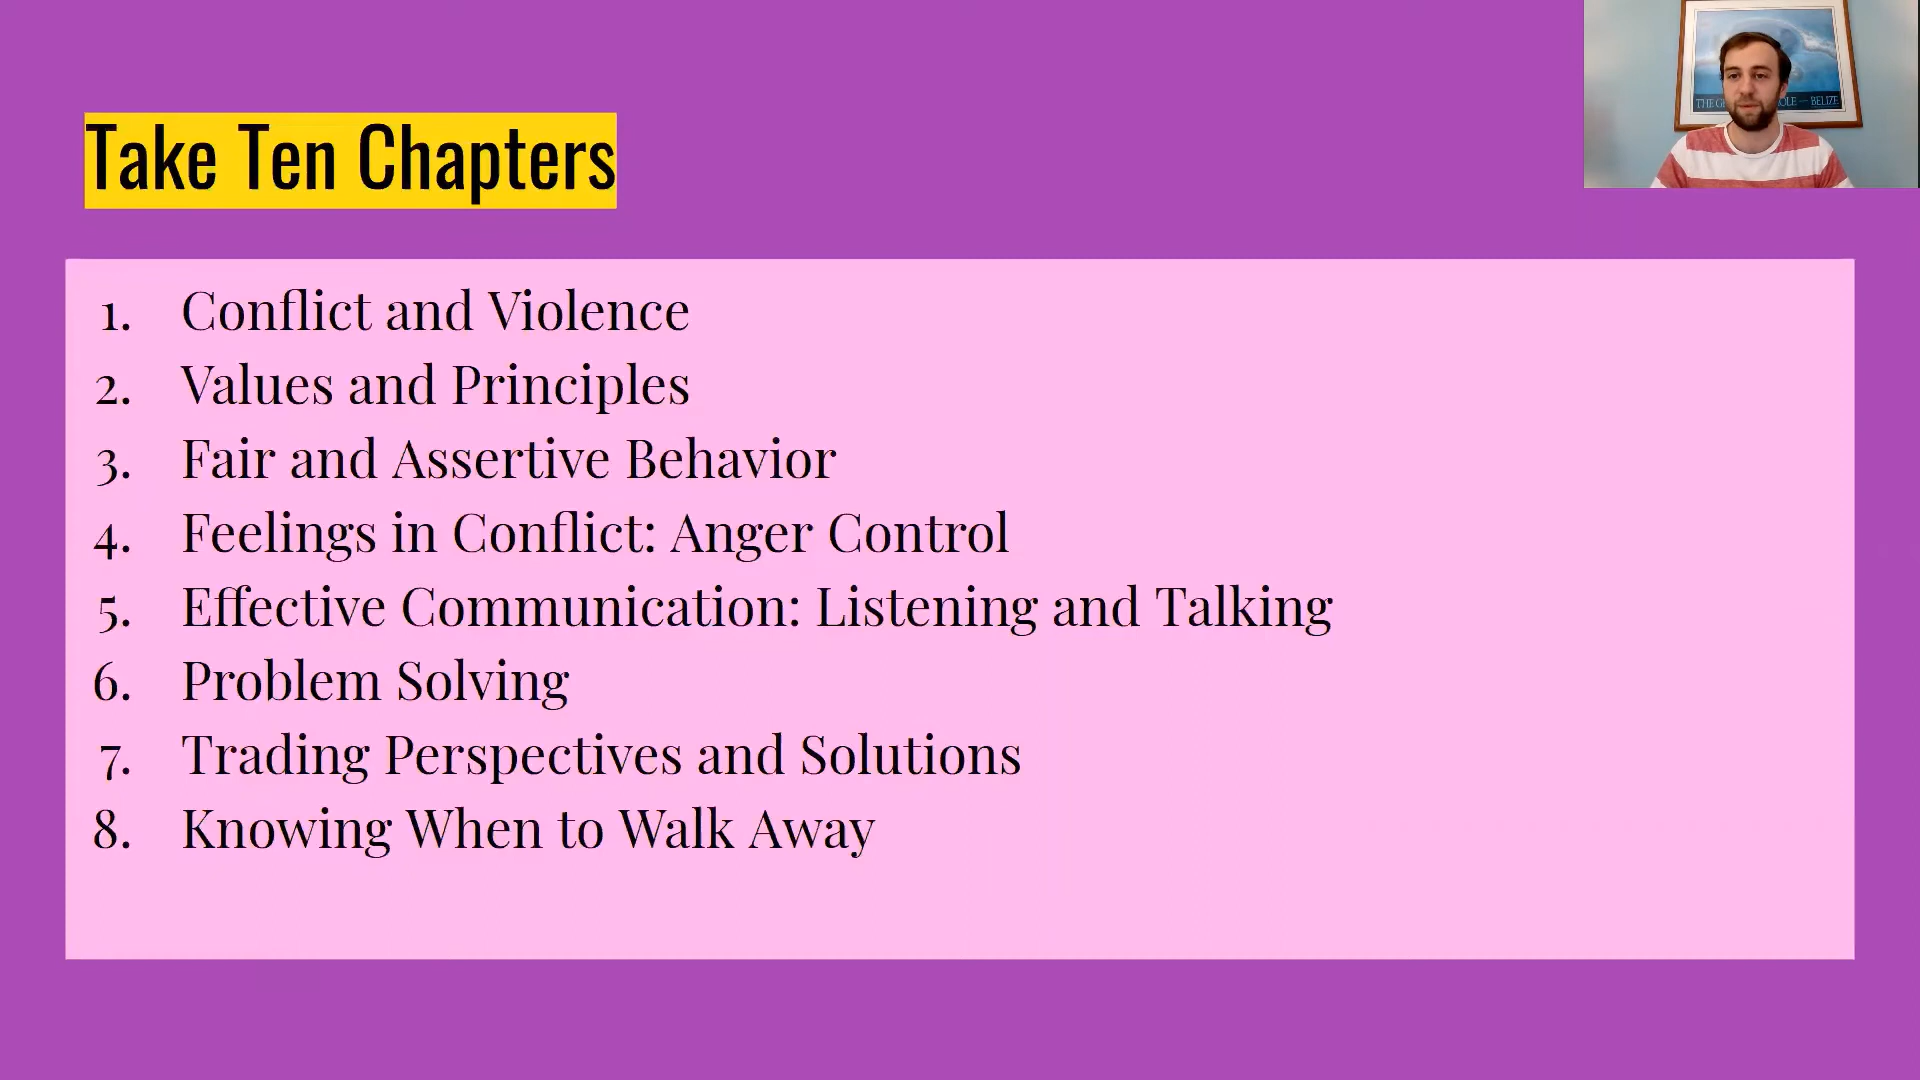 Take Ten Chapters
1. Conflict and Violence
2. Values and Principles
3. Fair and Assertive Behavior
4. Feelings in Conflict: Anger Control
5. Effective Communication: Listening and Talking
6. Problem Solving
7. Trading Perspectives and Solutions
8. Knowing When to Walk Away
THE — BELIZE